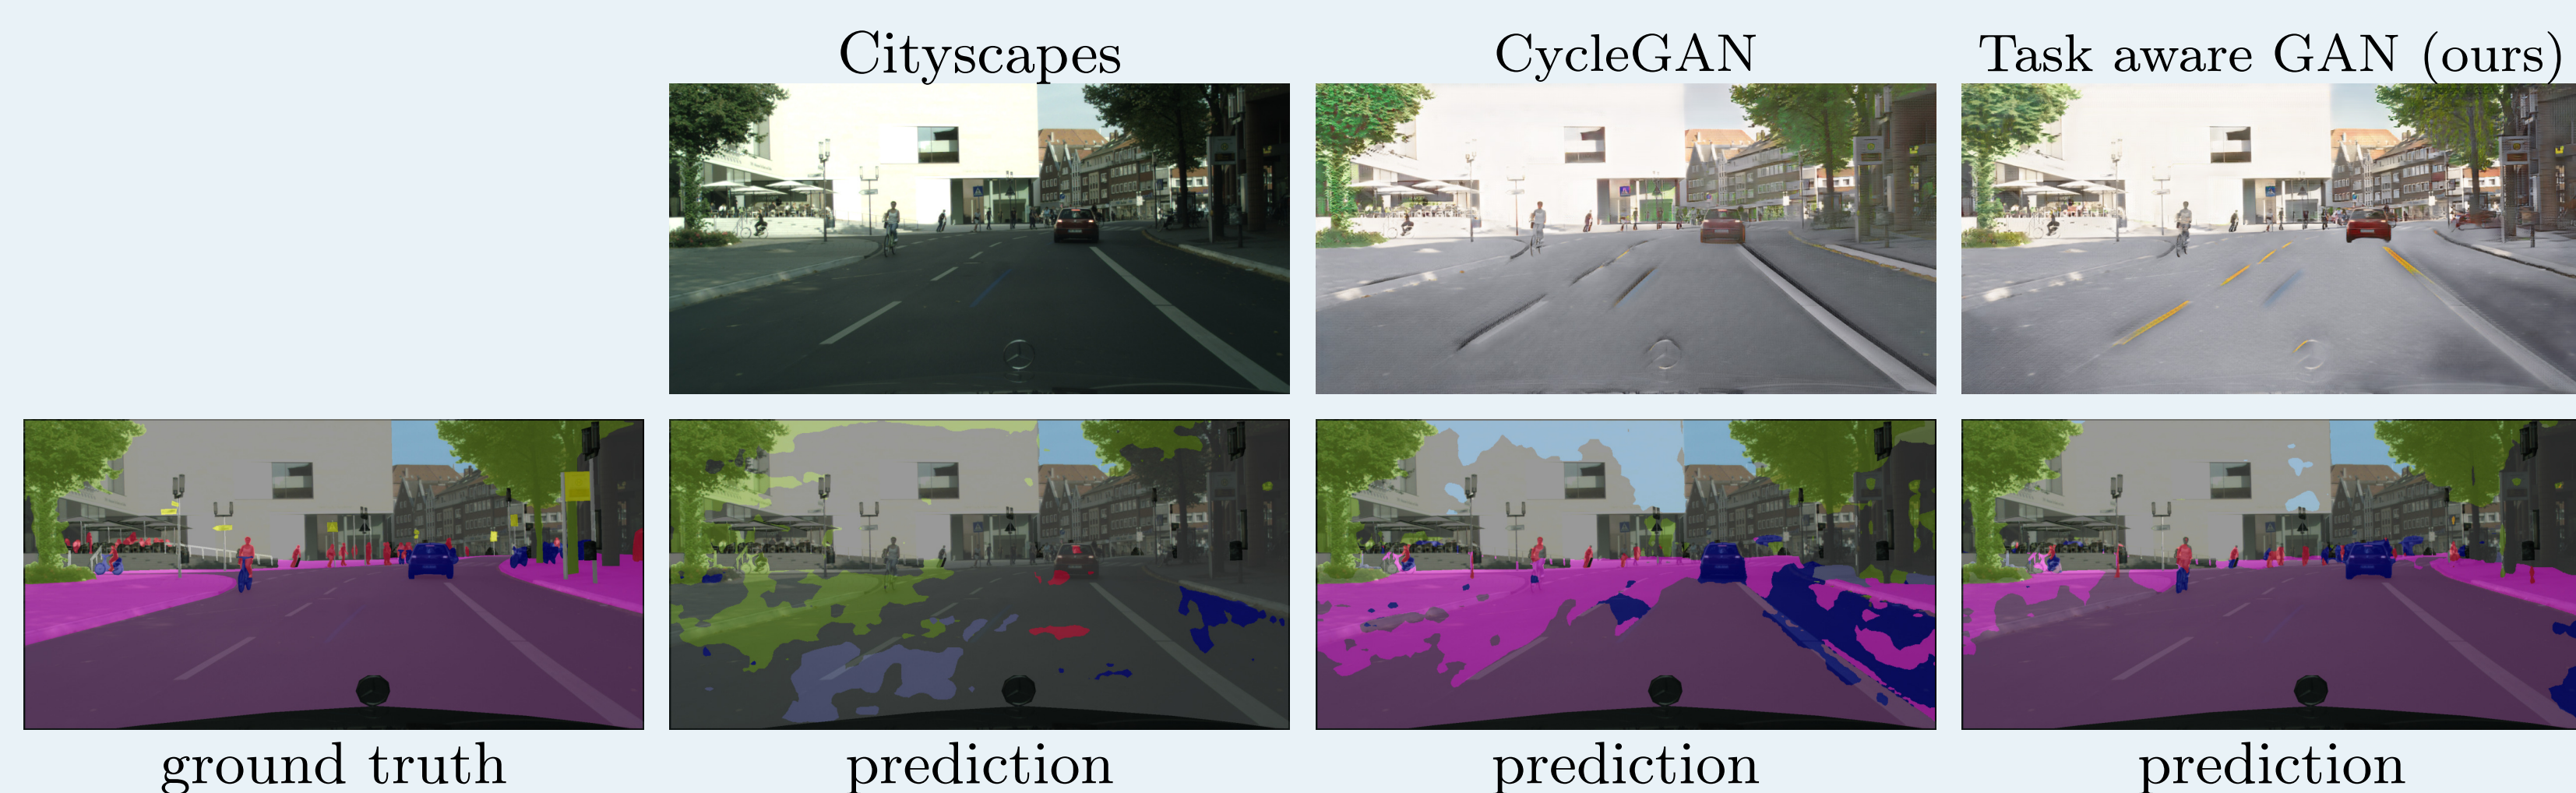 Cityscapes
CycleGAN
Task aware GAN (ours)
ground truth
prediction
prediction
prediction